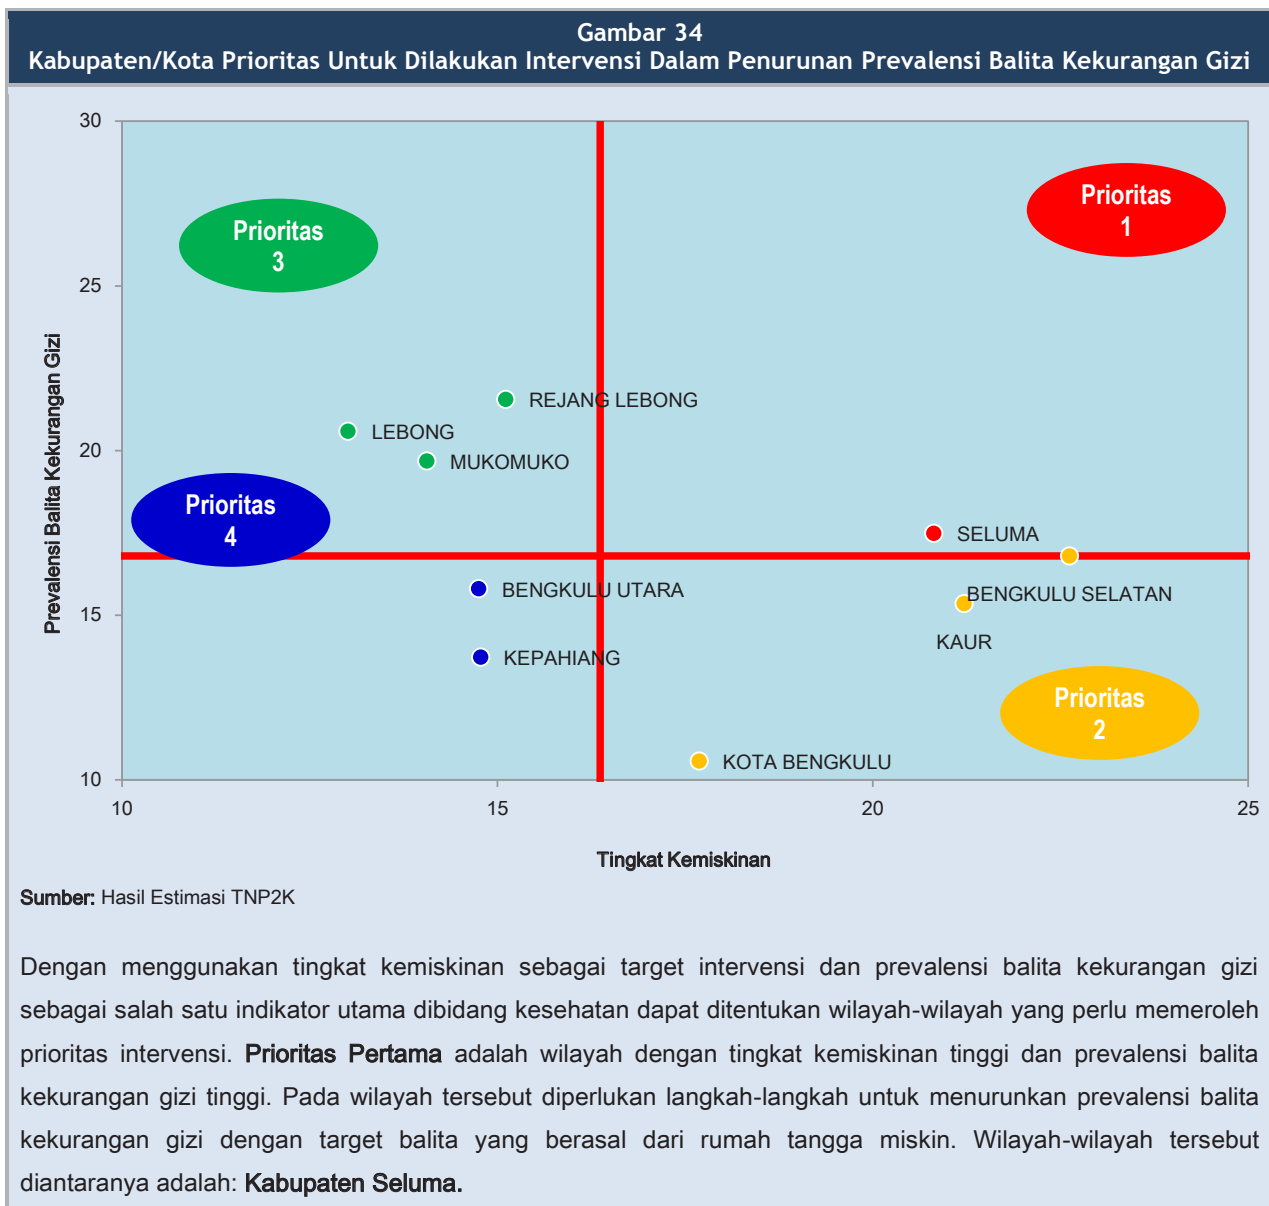 Gambar 34
Kabupaten/Kota Prioritas Untuk Dilakukan Intervensi Dalam Penurunan Prevalensi Balita Kekurangan Gizi
30
25
20
15
10
Prevalensi Balita Kekurangan Gizi
Prioritas
1
Prioritas
3
REJANG LEBONG
LEBONG
MUKOMUKO
Prioritas
4
SELUMA
BENGKULU UTARA
BENGKULU SELATAN
KAUR
KEPAHIANG
Prioritas
2
KOTA BENGKULU
10
15
20
25
Tingkat Kemiskinan
Sumber: Hasil Estimasi TNP2K
Dengan menggunakan tingkat kemiskinan sebagai target intervensi dan prevalensi balita kekurangan gizi
sebagai salah satu indikator utama dibidang kesehatan dapat ditentukan wilayah-wilayah yang perlu memeroleh
prioritas intervensi. Prioritas Pertama adalah wilayah dengan tingkat kemiskinan tinggi dan prevalensi balita
kekurangan gizi tinggi. Pada wilayah tersebut diperlukan langkah-langkah untuk menurunkan prevalensi balita
kekurangan gizi dengan target balita yang berasal dari rumah tangga miskin. Wilayah-wilayah tersebut
diantaranya adalah: Kabupaten Seluma.